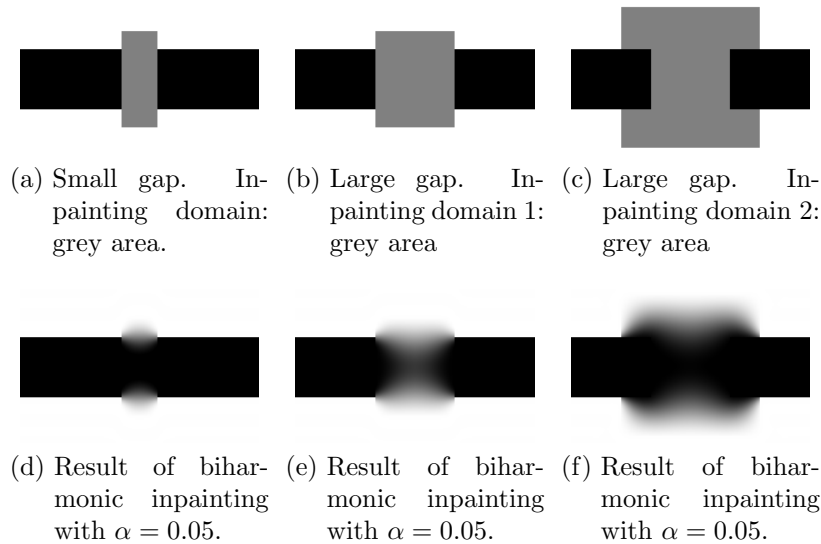 (a) Small gap. In-
painting domain:
grey area.
(b) Large gap. In-
painting domain 1:
grey area
(c) Large gap. In-
painting domain 2:
grey area
(d) Result of bihar-
monic inpainting
with α = 0.05.
(e) Result of bihar-
monic inpainting
with α = 0.05.
(f) Result of bihar-
monic inpainting
with α = 0.05.